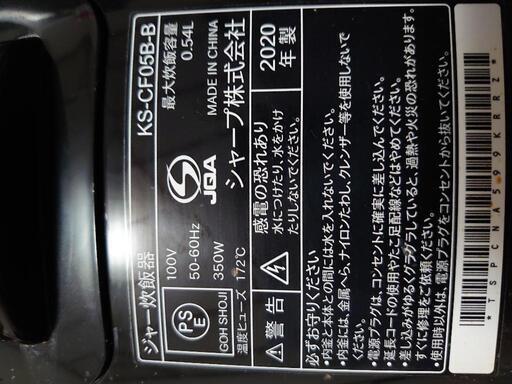 ジャー炊飯器
KS-CF05B-B
100V
50-60Hz
350W
最大炊飯容量
0.54L
PS
E
GOH SHOJI
温度ヒューズ 172℃
JQA
MADE IN CHINA
シャープ株式会社
2020
年製
警告
感電の恐れあり
水につけたり、水をかけ
たりしないでください。
必ずお守りください
・内釜と本体との間には水を入れないでください。
・内釜には、金属へら、ナイロンたわし、クレンザー等を使用しないで
ください。
・電源プラグは、コンセントに確実に差し込んでください。
・延長コードの使用やたこ足配線などはやめてください。
・差し込みがゆるくグラグラしていると、過熱や火災の恐れがあります。
すぐに修理をご依頼ください。
使用時以外は、電源プラグをコンセントから抜いてください。
*TSPCNA599KRRZ*